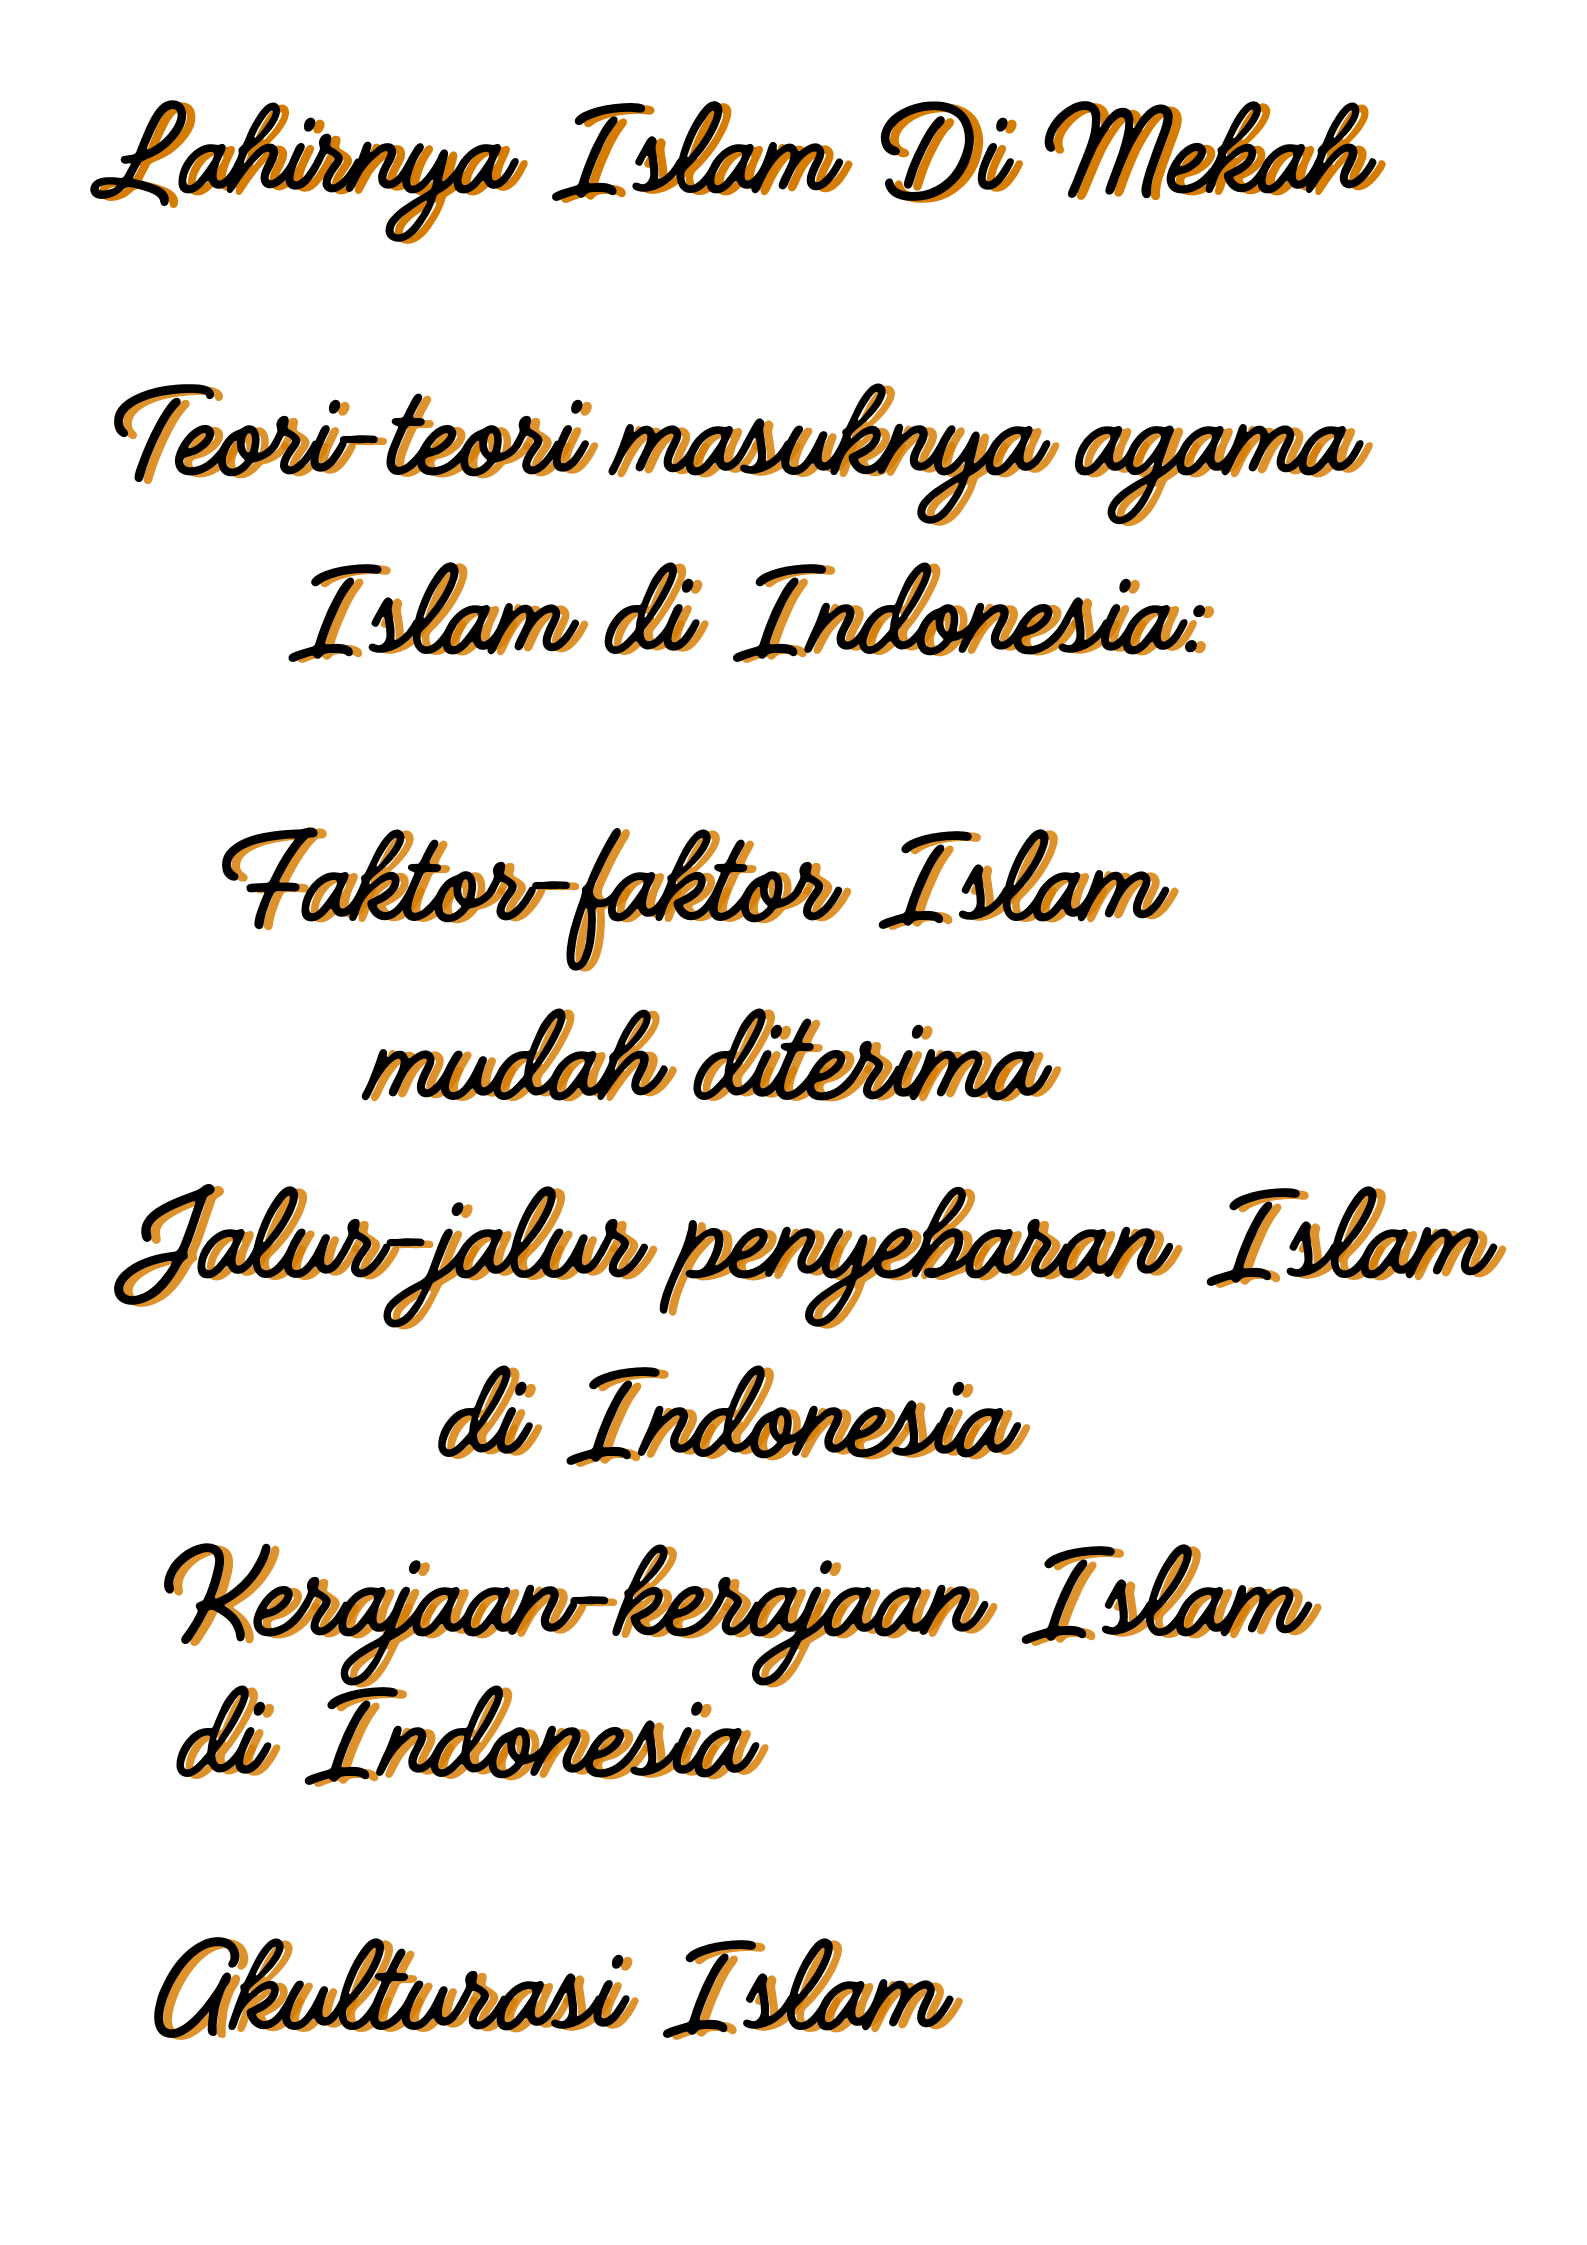 Lahirnya Islam Di Mekah
Teori-teori masuknya agama
Islam di Indonesia:
Faktor-faktor Islam
mudah diterima
Jalur-jalur penyebaran Islam
di Indonesia
Kerajaan-kerajaan Islam
di Indonesia
Akulturasi Islam